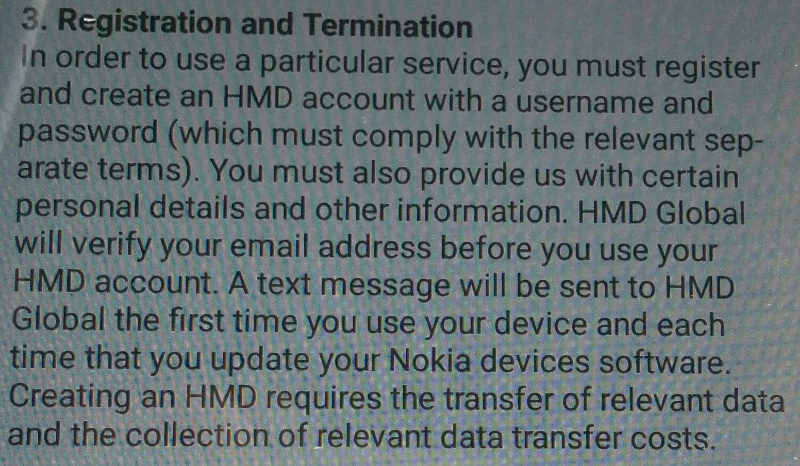 3. Registration and Termination
In order to use a particular service, you must register
and create an HMD account with a username and
password (which must comply with the relevant sep-
arate terms). You must also provide us with certain
personal details and other information. HMD Global
will verify your email address before you use your
HMD account. A text message will be sent to HMD
Global the first time you use your device and each
time that you update your Nokia devices software.
Creating an HMD requires the transfer of relevant data
and the collection of relevant data transfer costs.